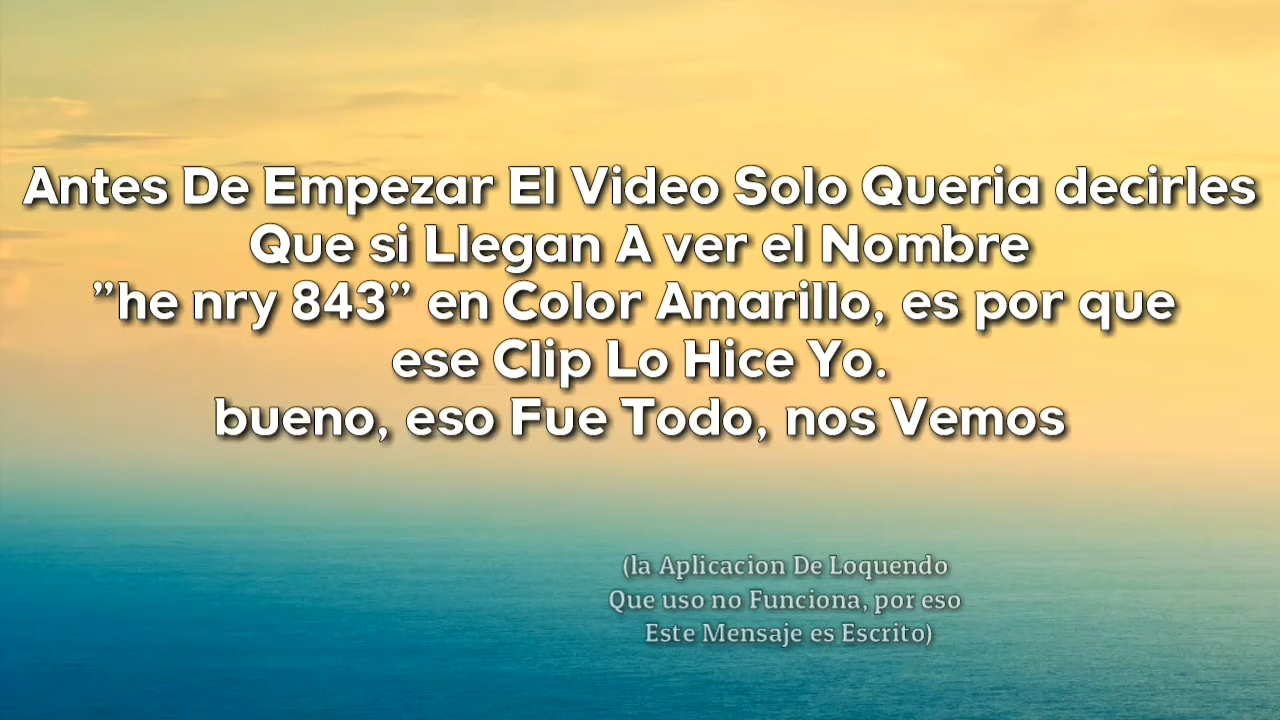 Antes De Empezar El Video Solo Queria decirles
Que si Llegan A ver el Nombre
"he nry 843" en Color Amarillo, es por que
ese Clip Lo Hice Yo.
bueno, eso Fue Todo, nos Vemos
(la Aplicacion De Loquendo
Que uso no Funciona, por eso
Este Mensaje es Escrito)